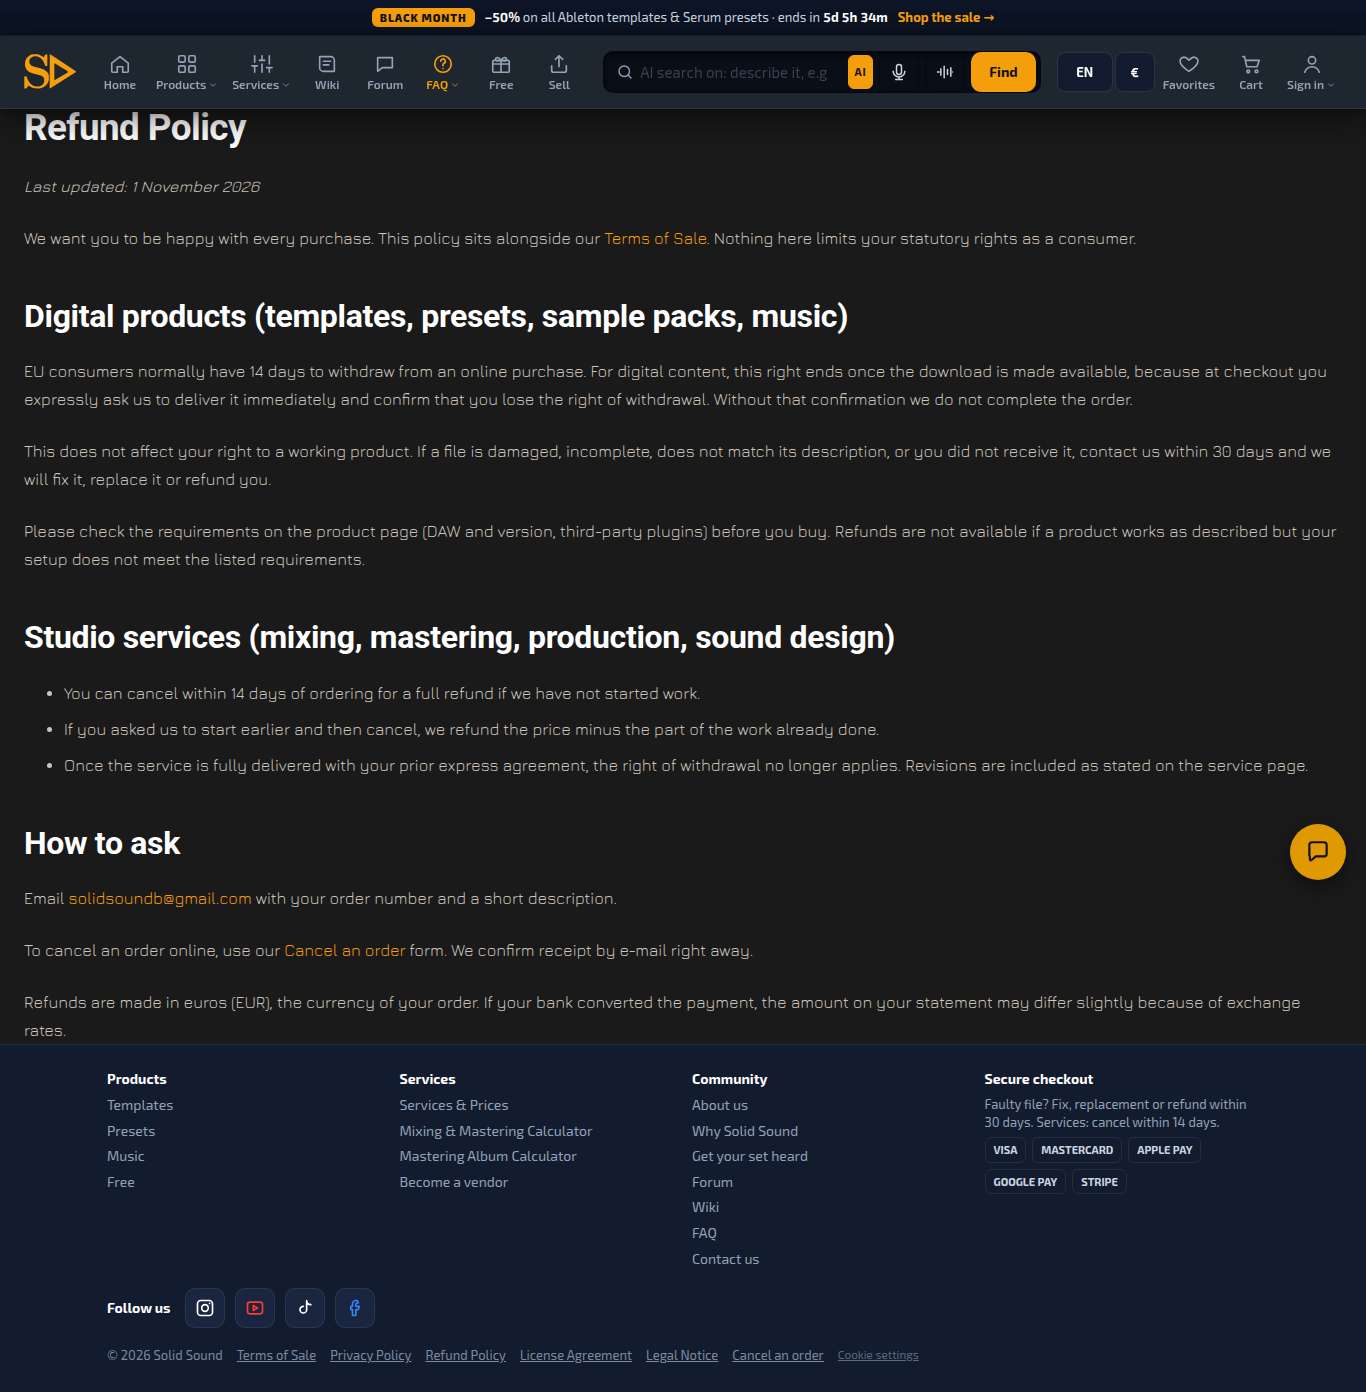 BLACK MONTH −50% on all Ableton templates & Serum presets · ends in 5d 5h 34m Shop the sale →
SD
Home
Products
Services
Wiki
Forum
FAQ
Free
Sell
AI search on: describe it, e.g
AI
Find
EN
€
Favorites
Cart
Sign in
Refund Policy
Last updated: 1 November 2026
We want you to be happy with every purchase. This policy sits alongside our Terms of Sale. Nothing here limits your statutory rights as a consumer.
Digital products (templates, presets, sample packs, music)
EU consumers normally have 14 days to withdraw from an online purchase. For digital content, this right ends once the download is made available, because at checkout you
expressly ask us to deliver it immediately and confirm that you lose the right of withdrawal. Without that confirmation we do not complete the order.
This does not affect your right to a working product. If a file is damaged, incomplete, does not match its description, or you did not receive it, contact us within 30 days and we
will fix it, replace it or refund you.
Please check the requirements on the product page (DAW and version, third-party plugins) before you buy. Refunds are not available if a product works as described but your
setup does not meet the listed requirements.
Studio services (mixing, mastering, production, sound design)
• You can cancel within 14 days of ordering for a full refund if we have not started work.
• If you asked us to start earlier and then cancel, we refund the price minus the part of the work already done.
• Once the service is fully delivered with your prior express agreement, the right of withdrawal no longer applies. Revisions are included as stated on the service page.
How to ask
Email solidsoundb@gmail.com with your order number and a short description.
To cancel an order online, use our Cancel an order form. We confirm receipt by e-mail right away.
Refunds are made in euros (EUR), the currency of your order. If your bank converted the payment, the amount on your statement may differ slightly because of exchange
rates.
Products
Templates
Presets
Music
Free
Services
Services & Prices
Mixing & Mastering Calculator
Mastering Album Calculator
Become a vendor
Community
About us
Why Solid Sound
Get your set heard
Forum
Wiki
FAQ
Contact us
Secure checkout
Faulty file? Fix, replacement or refund within
30 days. Services: cancel within 14 days.
VISA MASTERCARD APPLE PAY
GOOGLE PAY STRIPE
Follow us
© 2026 Solid Sound Terms of Sale Privacy Policy Refund Policy License Agreement Legal Notice Cancel an order Cookie settings